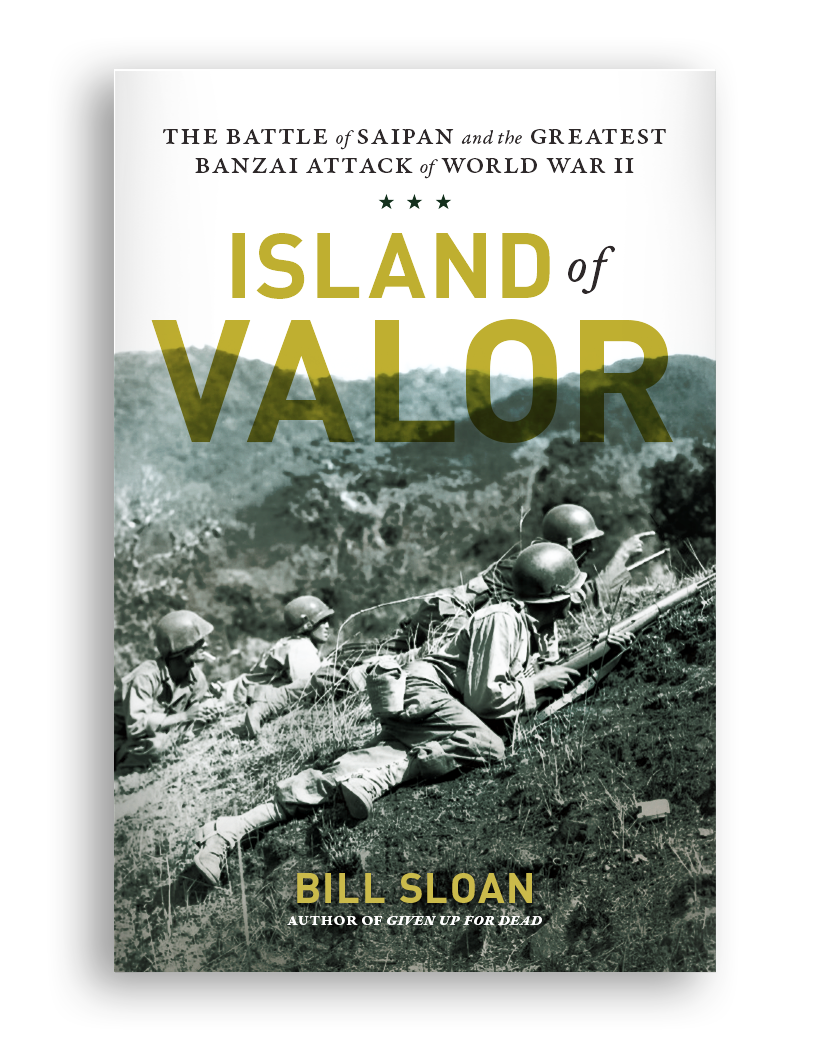 THE BATTLE of SAIPAN and the GREATEST
BANZAI ATTACK of WORLD WAR II
ISLAND of
VALOR
BILL SLOAN
AUTHOR OF GIVEN UP FOR DEAD